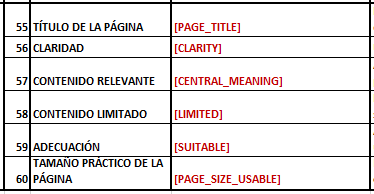 55 TÍTULO DE LA PÁGINA [PAGE_TITLE]
56 CLARIDAD [CLARITY]
57 CONTENIDO RELEVANTE [CENTRAL_MEANING]
58 CONTENIDO LIMITADO [LIMITED]
59 ADECUACIÓN [SUITABLE]
TAMAÑO PRÁCTICO DE LA
60 PÁGINA [PAGE_SIZE_USABLE]